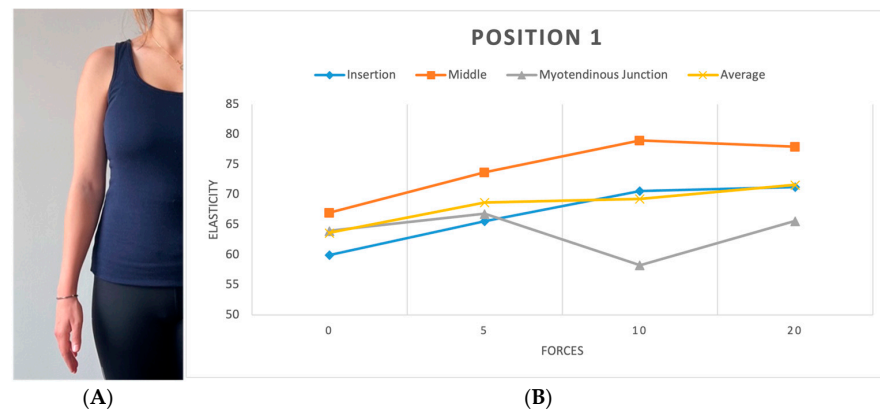 POSITION 1
Insertion Middle Myotendinous Junction Average
85
80
75
70
65
60
55
50
ELASTICITY
0 5 10 20
FORCES
(A) (B)